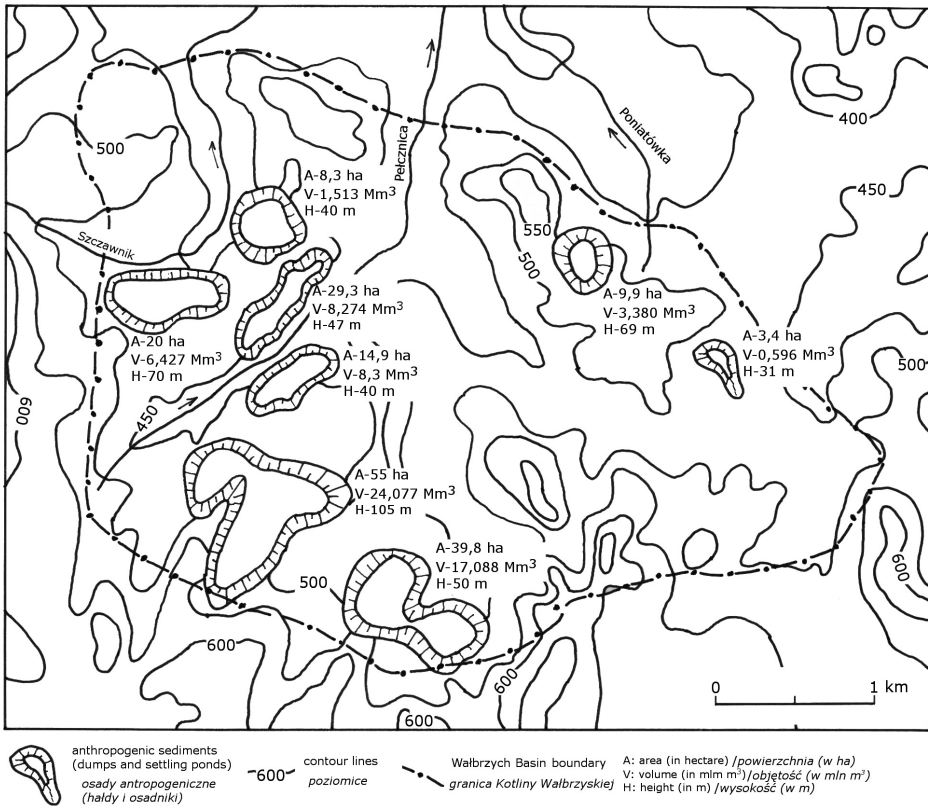 400
Poniatówka
Pełcznica
500
A-8,3 ha
V-1,513 Mm³
H-40 m
450
Szczawnik
550
500
A-29,3 ha
V-8,274 Mm³
H-47 m
A-9,9 ha
V-3,380 Mm³
H-69 m
A-20 ha
V-6,427 Mm³
H-70 m
A-3,4 ha
V-0,596 Mm³
H-31 m
A-14,9 ha
V-8,3 Mm³
H-40 m
500
600
450
A-55 ha
V-24,077 Mm³
H-105 m
A-39,8 ha
V-17,088 Mm³
H-50 m
500
600
600
600
600
0 1 km
anthropogenic sediments
(dumps and settling ponds)
osady antropogeniczne
(hałdy i osadniki)
600
contour lines
poziomice
Wałbrzych Basin boundary
granica Kotliny Wałbrzyskiej
A: area (in hectare) /powierzchnia (w ha)
V: volume (in mlm m³)/objętość (w mln m³)
H: height (in m) /wysokość (w m)